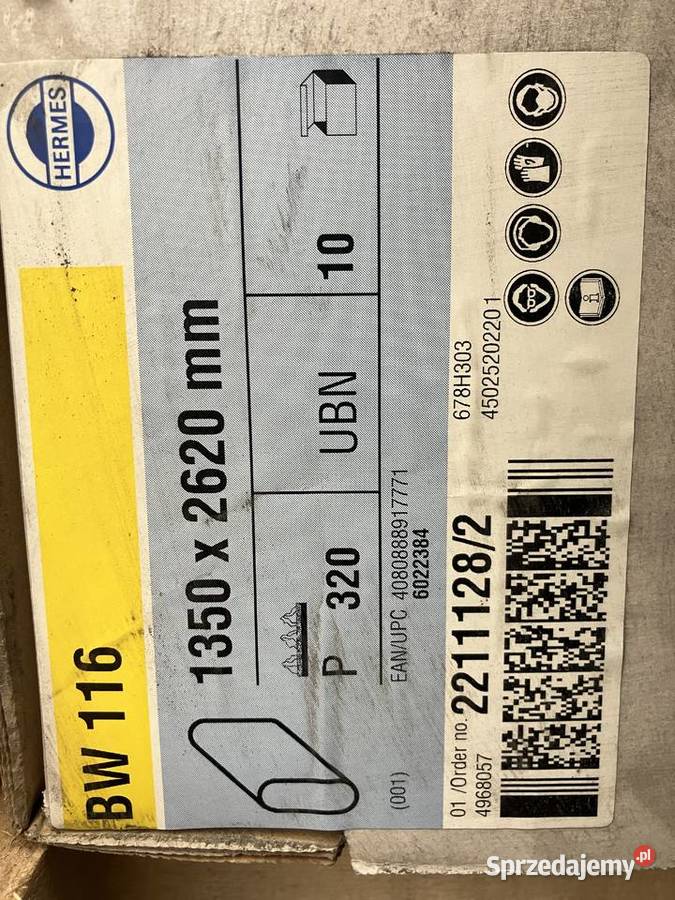 HERMES
BW 116
1350 x 2620 mm
P 320
UBN
10
(001)
EAN/UPC 4080888917771
6022384
01 /Order no. 2211128/2
4968057
678H303
45025202201
Sprzedajemy.pl